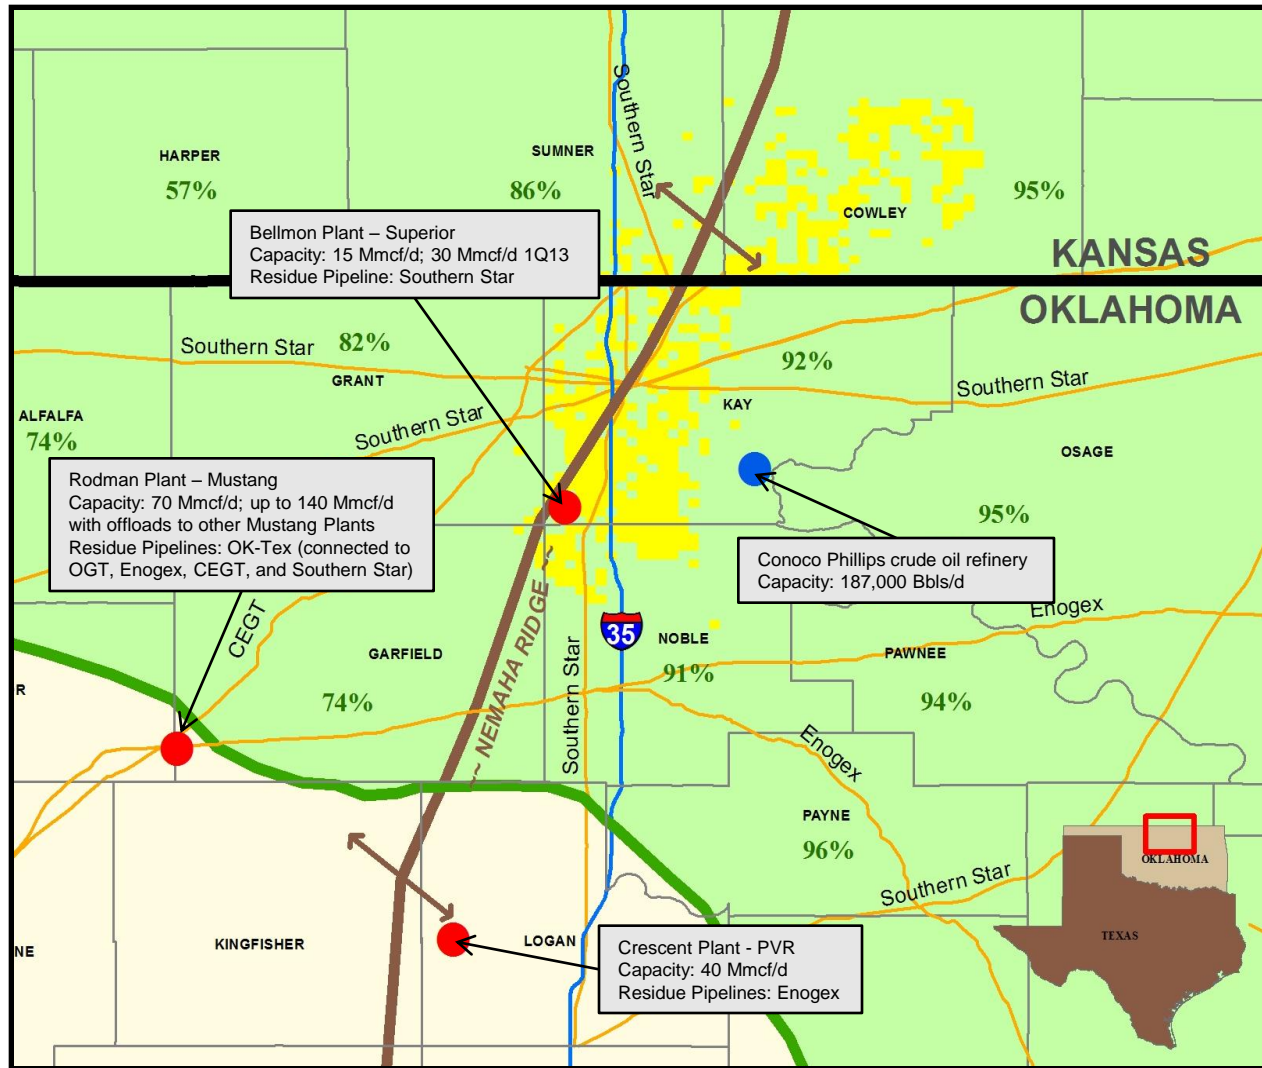 HARPER
57%
SUMNER
86%
Southern Star
COWLEY
95%
KANSAS
OKLAHOMA
Bellmon Plant – Superior
Capacity: 15 Mmcf/d; 30 Mmcf/d 1Q13
Residue Pipeline: Southern Star
Southern Star
82%
GRANT
92%
KAY
Southern Star
ALFALFA
74%
Southern Star
OSAGE
95%
Rodman Plant – Mustang
Capacity: 70 Mmcf/d; up to 140 Mmcf/d
with offloads to other Mustang Plants
Residue Pipelines: OK-Tex (connected to
OGT, Enogex, CEGT, and Southern Star)
Conoco Phillips crude oil refinery
Capacity: 187,000 Bbls/d
CEGT
~~ NEMAHA RIDGE ~~
35
Enogex
GARFIELD
74%
Southern Star
NOBLE
91%
PAWNEE
94%
R
Enogex
PAYNE
96%
Southern Star
OKLAHOMA
TEXAS
NE
KINGFISHER
LOGAN
Crescent Plant - PVR
Capacity: 40 Mmcf/d
Residue Pipelines: Enogex